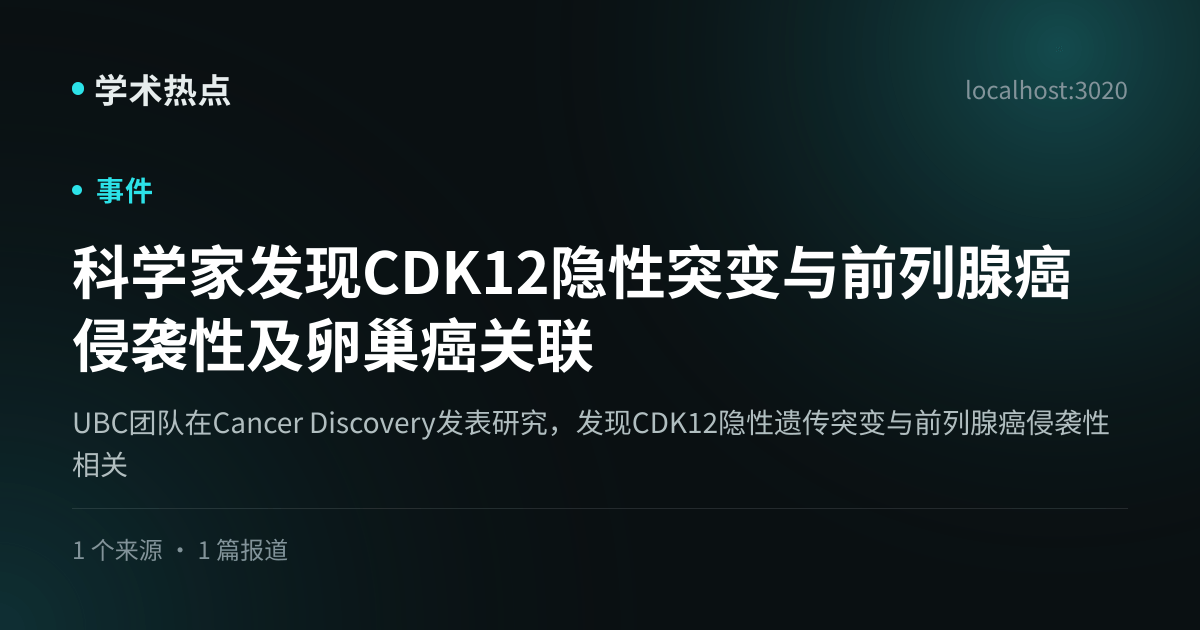 学术热点
localhost:3020
事件
科学家发现CDK12隐性突变与前列腺癌
侵袭性及卵巢癌关联
UBC团队在Cancer Discovery发表研究，发现CDK12隐性遗传突变与前列腺癌侵袭性
相关
1 个来源 · 1 篇报道